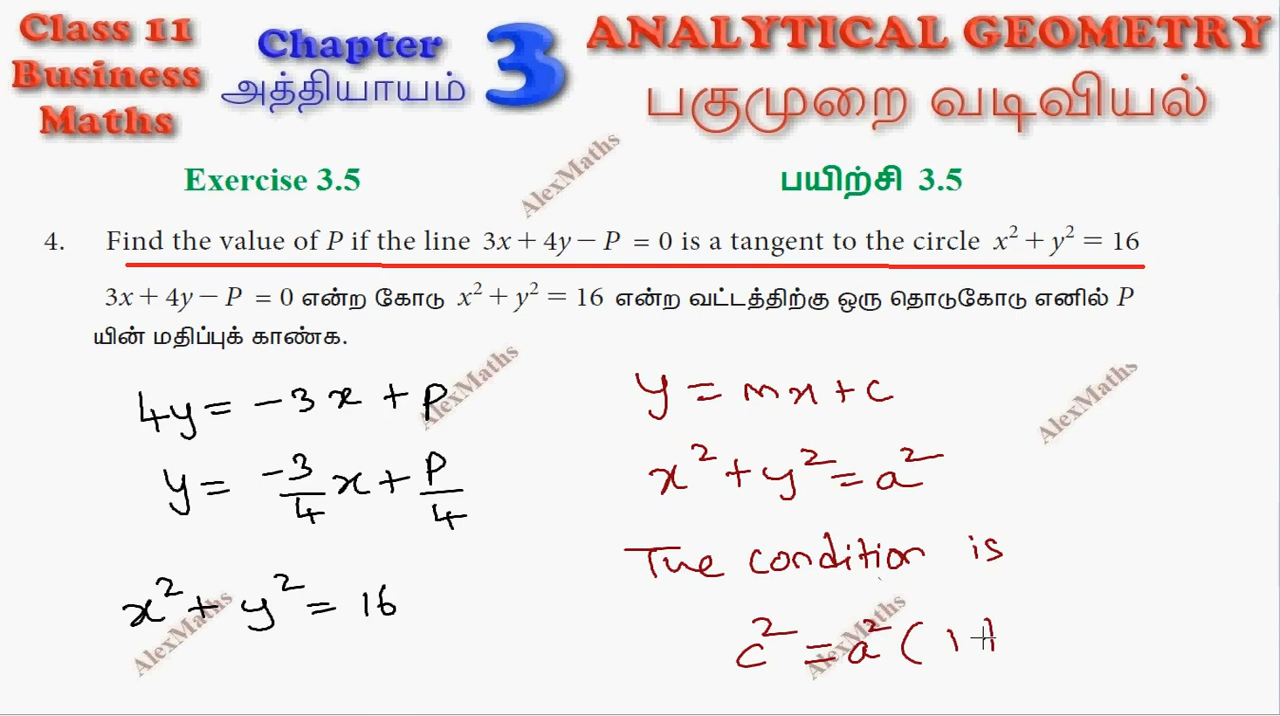 Class 11
Business
Maths
Chapter
அத்தியாயம்
3
ANALYTICAL GEOMETRY
பகுமுறை வடிவியல்
Exercise 3.5
பயிற்சி 3.5
AlexMaths
4. Find the value of P if the line 3x + 4y − P = 0 is a tangent to the circle x² + y² = 16
3x + 4y − P = 0 என்ற கோடு x² + y² = 16 என்ற வட்டத்திற்கு ஒரு தொடுகோடு எனில் P
யின் மதிப்புக் காண்க.
AlexMaths
AlexMaths
4y = −3x + P
y = −3/4 x + P/4
x² + y² = 16
AlexMaths
y = mx + c
x² + y² = a²
The condition is
c² = a² ( 1 +
AlexMaths